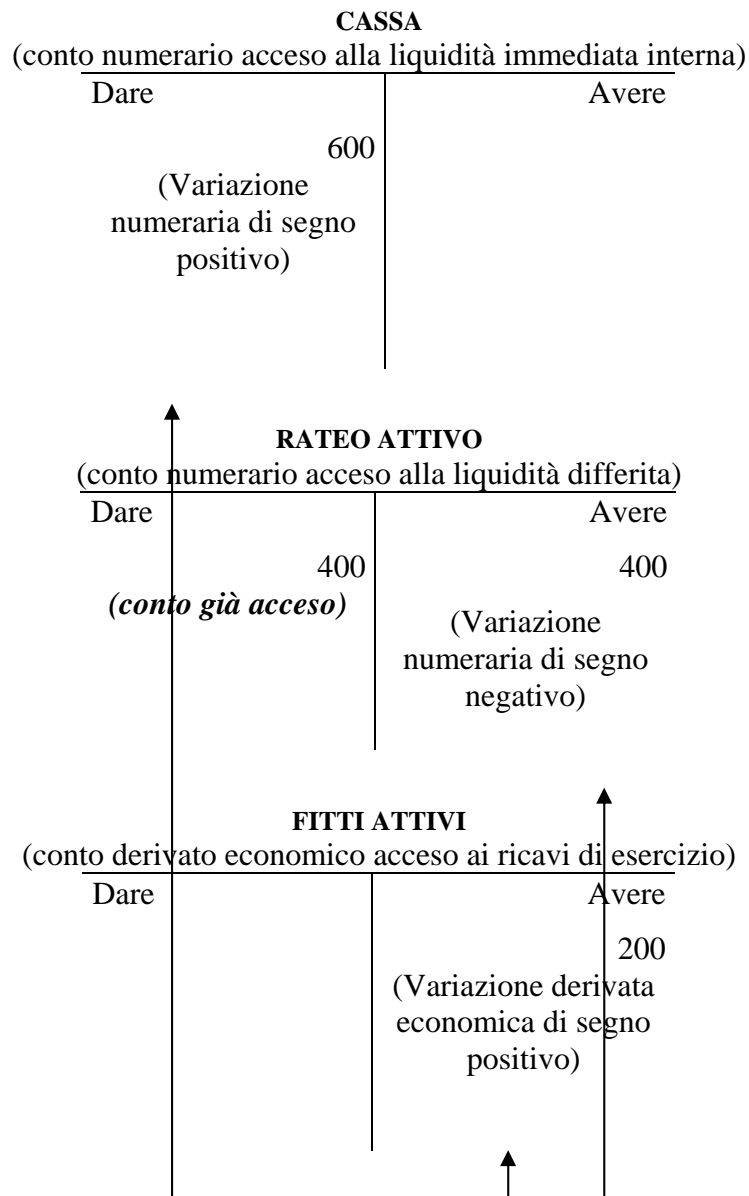 CASSA
(conto numerario acceso alla liquidità immediata interna)
Dare Avere
600
(Variazione
numeraria di segno
positivo)
RATEO ATTIVO
(conto numerario acceso alla liquidità differita)
Dare Avere
400 400
(conto già acceso)
(Variazione
numeraria di segno
negativo)
FITTI ATTIVI
(conto derivato economico acceso ai ricavi di esercizio)
Dare Avere
200
(Variazione derivata
economica di segno
positivo)